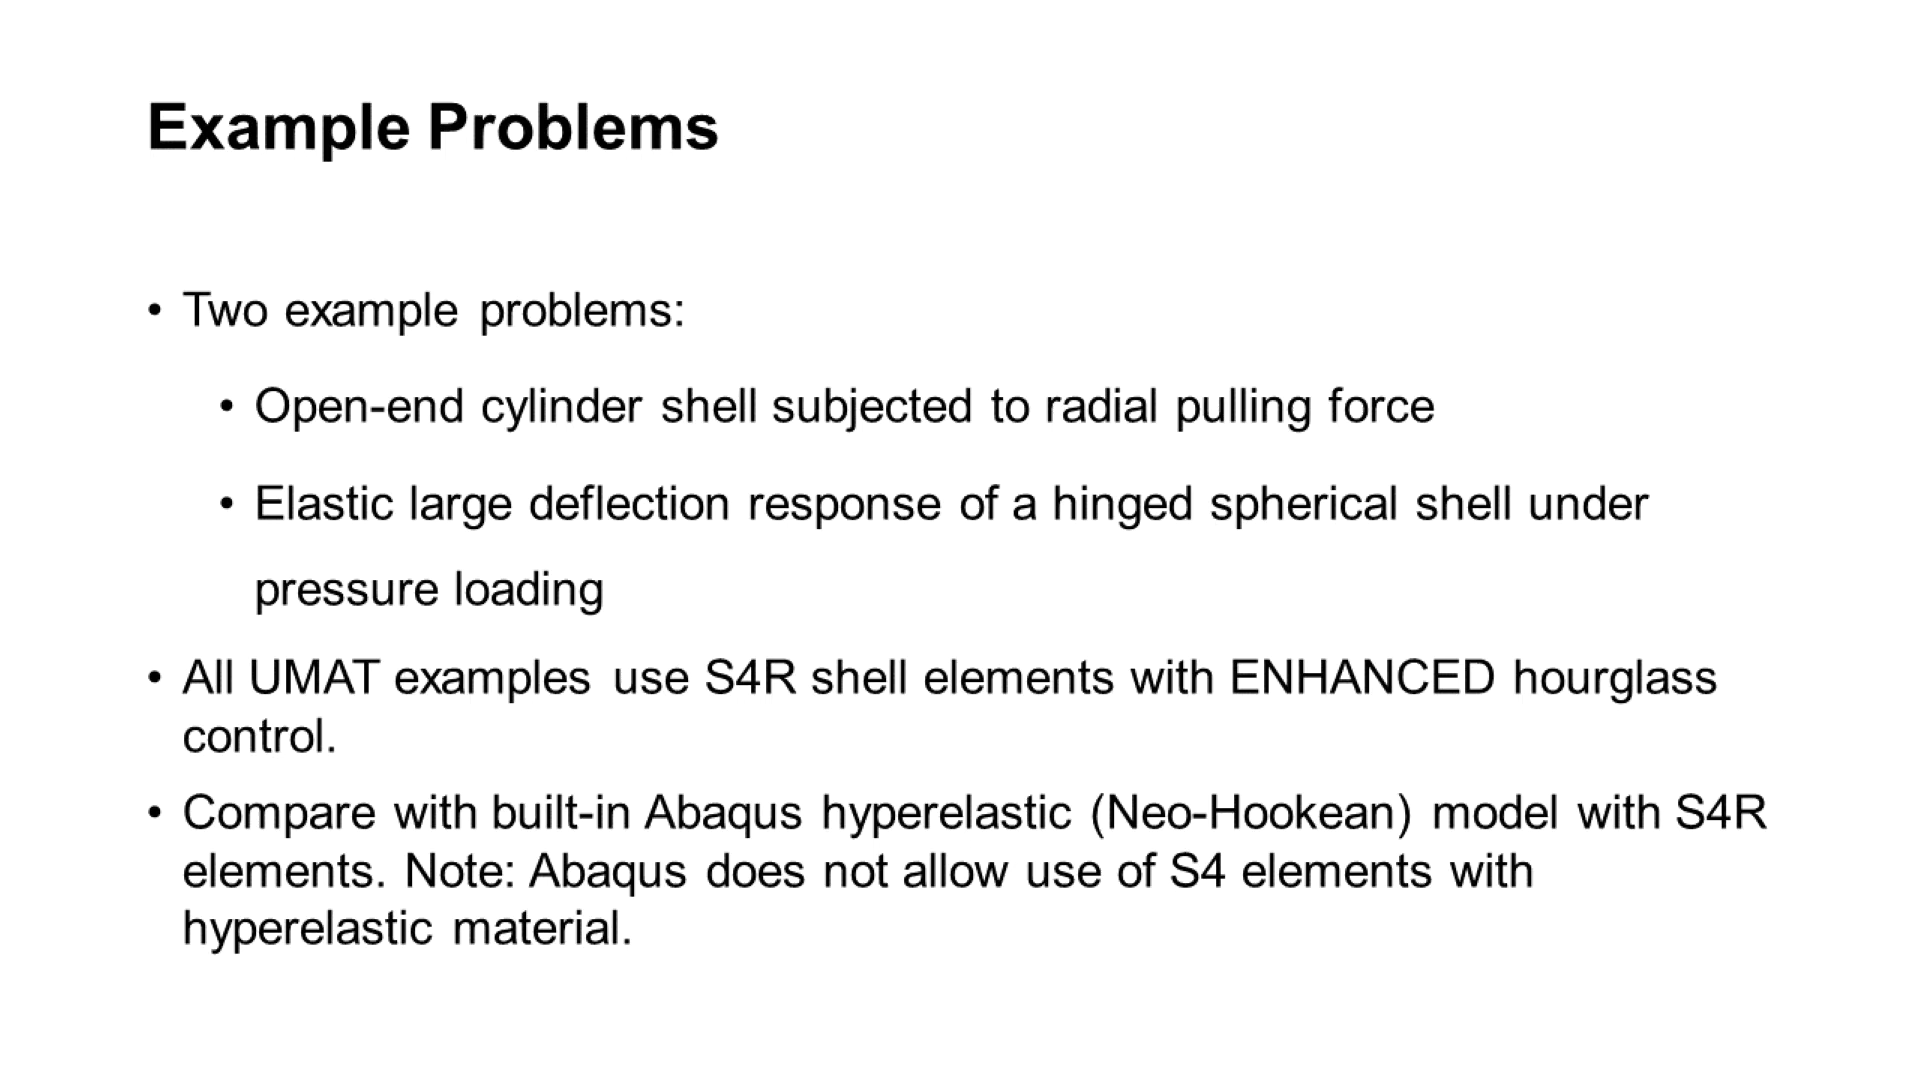 Example Problems
• Two example problems:
• Open-end cylinder shell subjected to radial pulling force
• Elastic large deflection response of a hinged spherical shell under
pressure loading
• All UMAT examples use S4R shell elements with ENHANCED hourglass
control.
• Compare with built-in Abaqus hyperelastic (Neo-Hookean) model with S4R
elements. Note: Abaqus does not allow use of S4 elements with
hyperelastic material.